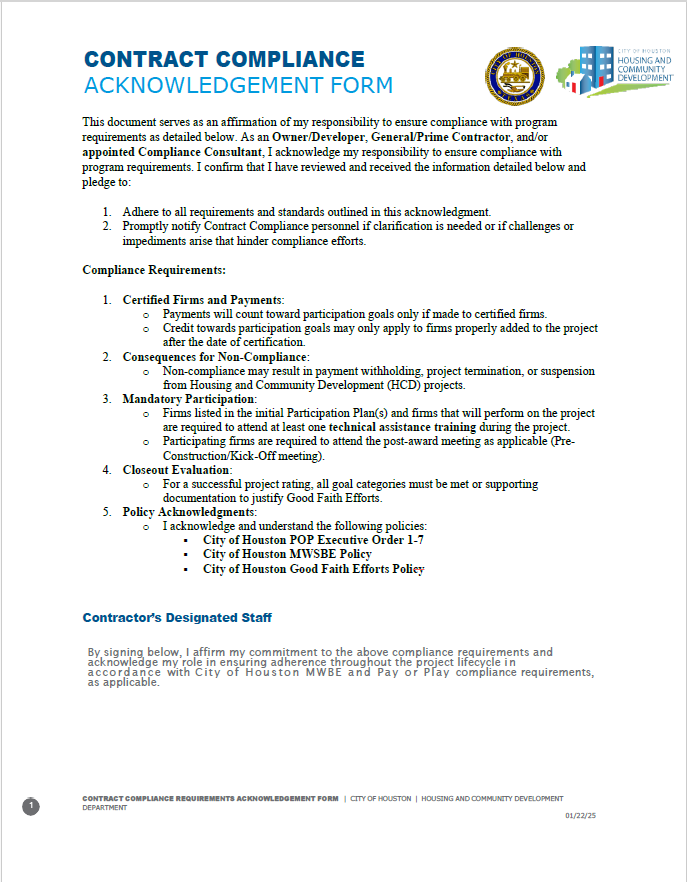 CONTRACT COMPLIANCE
ACKNOWLEDGEMENT FORM
CITY OF HOUSTON
HOUSING AND
COMMUNITY
DEVELOPMENT
This document serves as an affirmation of my responsibility to ensure compliance with program
requirements as detailed below. As an Owner/Developer, General/Prime Contractor, and/or
appointed Compliance Consultant, I acknowledge my responsibility to ensure compliance with
program requirements. I confirm that I have reviewed and received the information detailed below and
pledge to:
1. Adhere to all requirements and standards outlined in this acknowledgment.
2. Promptly notify Contract Compliance personnel if clarification is needed or if challenges or
impediments arise that hinder compliance efforts.
Compliance Requirements:
1. Certified Firms and Payments:
o Payments will count toward participation goals only if made to certified firms.
o Credit towards participation goals may only apply to firms properly added to the project
after the date of certification.
2. Consequences for Non-Compliance:
o Non-compliance may result in payment withholding, project termination, or suspension
from Housing and Community Development (HCD) projects.
3. Mandatory Participation:
o Firms listed in the initial Participation Plan(s) and firms that will perform on the project
are required to attend at least one technical assistance training during the project.
o Participating firms are required to attend the post-award meeting as applicable (Pre-
Construction/Kick-Off meeting).
4. Closeout Evaluation:
o For a successful project rating, all goal categories must be met or supporting
documentation to justify Good Faith Efforts.
5. Policy Acknowledgments:
o I acknowledge and understand the following policies:
▪ City of Houston POP Executive Order 1-7
▪ City of Houston MWSBE Policy
▪ City of Houston Good Faith Efforts Policy
Contractor's Designated Staff
By signing below, I affirm my commitment to the above compliance requirements and
acknowledge my role in ensuring adherence throughout the project lifecycle in
accordance with City of Houston MWBE and Pay or Play compliance requirements,
as applicable.
1
CONTRACT COMPLIANCE REQUIREMENTS ACKNOWLEDGEMENT FORM | CITY OF HOUSTON | HOUSING AND COMMUNITY DEVELOPMENT
DEPARTMENT
01/22/25